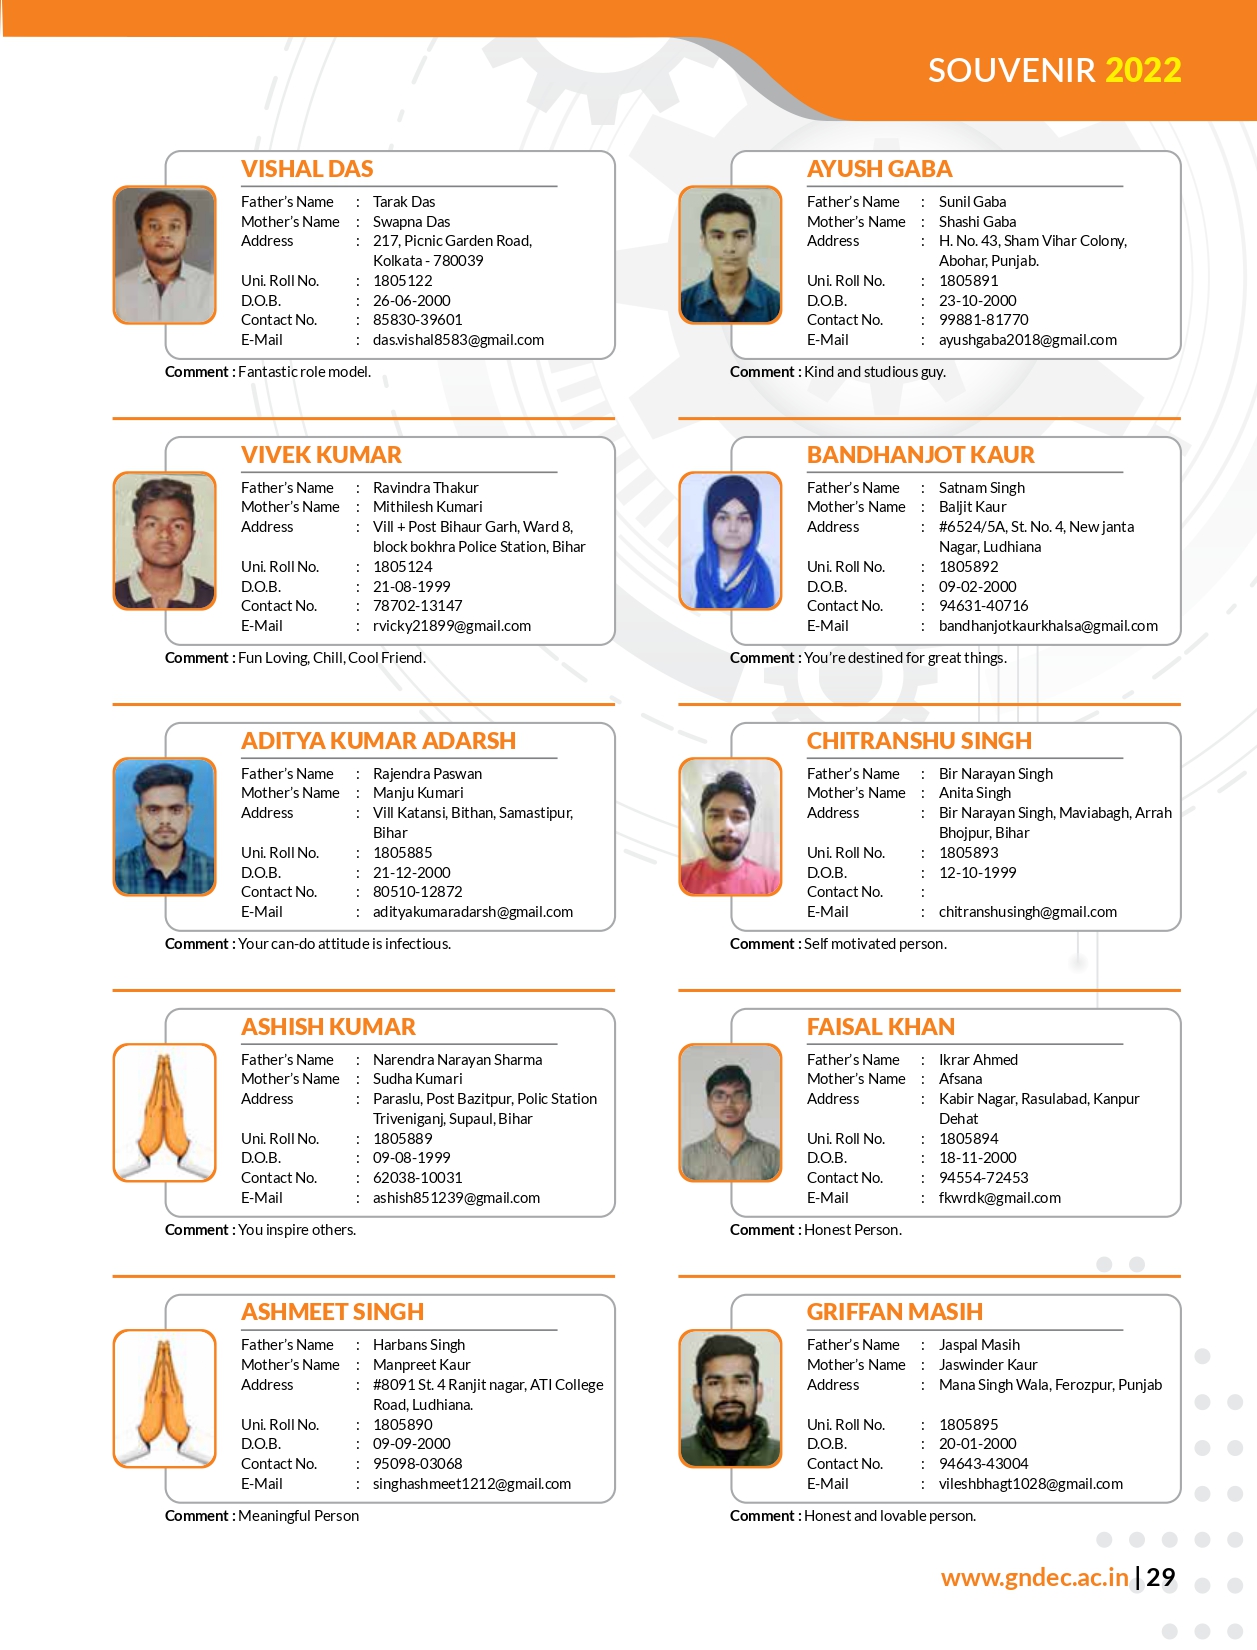 SOUVENIR 2022
VISHAL DAS
Father's Name : Tarak Das
Mother's Name : Swapna Das
Address : 217, Picnic Garden Road,
Kolkata - 780039
Uni. Roll No. : 1805122
D.O.B. : 26-06-2000
Contact No. : 85830-39601
E-Mail : das.vishal8583@gmail.com
Comment : Fantastic role model.
VIVEK KUMAR
Father's Name : Ravindra Thakur
Mother's Name : Mithilesh Kumari
Address : Vill + Post Bihaur Garh, Ward 8,
block bokhra Police Station, Bihar
Uni. Roll No. : 1805124
D.O.B. : 21-08-1999
Contact No. : 78702-13147
E-Mail : rvicky21899@gmail.com
Comment : Fun Loving, Chill, Cool Friend.
ADITYA KUMAR ADARSH
Father's Name : Rajendra Paswan
Mother's Name : Manju Kumari
Address : Vill Katansi, Bithan, Samastipur,
Bihar
Uni. Roll No. : 1805885
D.O.B. : 21-12-2000
Contact No. : 80510-12872
E-Mail : adityakumaradarsh@gmail.com
Comment : Your can-do attitude is infectious.
ASHISH KUMAR
Father's Name : Narendra Narayan Sharma
Mother's Name : Sudha Kumari
Address : Paraslu, Post Bazitpur, Polic Station
Triveniganj, Supaul, Bihar
Uni. Roll No. : 1805889
D.O.B. : 09-08-1999
Contact No. : 62038-10031
E-Mail : ashish851239@gmail.com
Comment : You inspire others.
ASHMEET SINGH
Father's Name : Harbans Singh
Mother's Name : Manpreet Kaur
Address : #8091 St. 4 Ranjit nagar, ATI College
Road, Ludhiana.
Uni. Roll No. : 1805890
D.O.B. : 09-09-2000
Contact No. : 95098-03068
E-Mail : singhashmeet1212@gmail.com
Comment : Meaningful Person
AYUSH GABA
Father's Name : Sunil Gaba
Mother's Name : Shashi Gaba
Address : H. No. 43, Sham Vihar Colony,
Abohar, Punjab.
Uni. Roll No. : 1805891
D.O.B. : 23-10-2000
Contact No. : 99881-81770
E-Mail : ayushgaba2018@gmail.com
Comment : Kind and studious guy.
BANDHANJOT KAUR
Father's Name : Satnam Singh
Mother's Name : Baljit Kaur
Address : #6524/5A, St. No. 4, New janta
Nagar, Ludhiana
Uni. Roll No. : 1805892
D.O.B. : 09-02-2000
Contact No. : 94631-40716
E-Mail : bandhanjotkaurkhalsa@gmail.com
Comment : You're destined for great things.
CHITRANSHU SINGH
Father's Name : Bir Narayan Singh
Mother's Name : Anita Singh
Address : Bir Narayan Singh, Maviabagh, Arrah
Bhojpur, Bihar
Uni. Roll No. : 1805893
D.O.B. : 12-10-1999
Contact No. :
E-Mail : chitranshusingh@gmail.com
Comment : Self motivated person.
FAISAL KHAN
Father's Name : Ikrar Ahmed
Mother's Name : Afsana
Address : Kabir Nagar, Rasulabad, Kanpur
Dehat
Uni. Roll No. : 1805894
D.O.B. : 18-11-2000
Contact No. : 94554-72453
E-Mail : fkwrdk@gmail.com
Comment : Honest Person.
GRIFFAN MASIH
Father's Name : Jaspal Masih
Mother's Name : Jaswinder Kaur
Address : Mana Singh Wala, Ferozpur, Punjab
Uni. Roll No. : 1805895
D.O.B. : 20-01-2000
Contact No. : 94643-43004
E-Mail : vileshbhagt1028@gmail.com
Comment : Honest and lovable person.
www.gndec.ac.in | 29